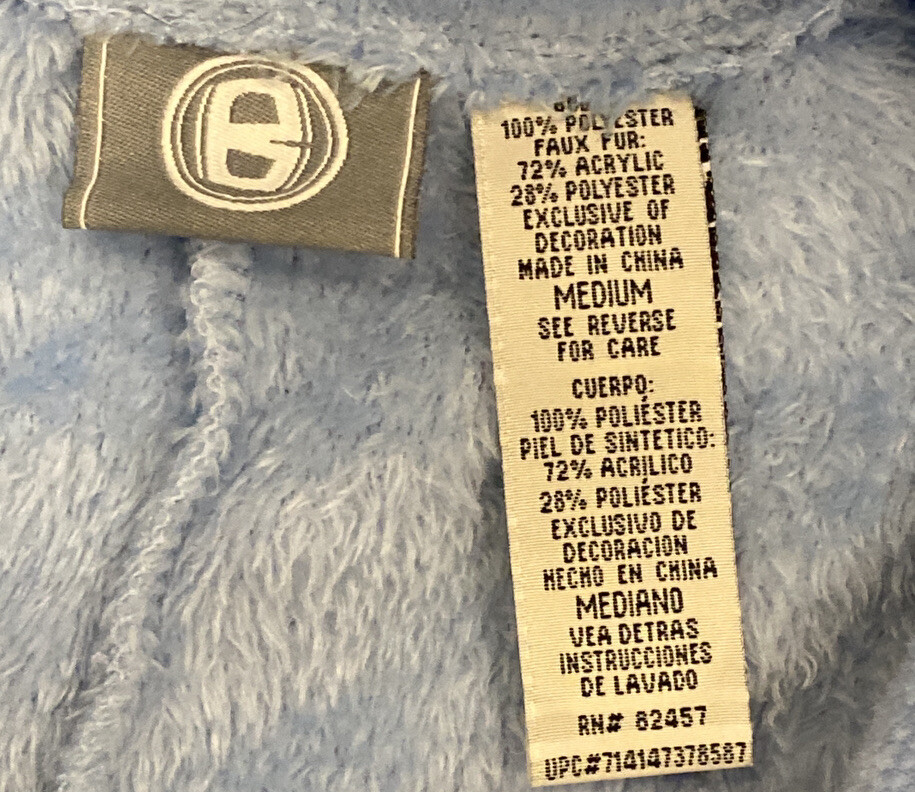 e
100% POLYESTER
FAUX FUR:
72% ACRYLIC
28% POLYESTER
EXCLUSIVE OF
DECORATION
MADE IN CHINA
MEDIUM
SEE REVERSE
FOR CARE
CUERPO:
100% POLIÉSTER
PIEL DE SINTETICO:
72% ACRÍLICO
28% POLIÉSTER
EXCLUSIVO DE
DECORACION
HECHO EN CHINA
MEDIANO
VEA DETRAS
INSTRUCCIONES
DE LAVADO
RN# 82457
UPC#714147378587